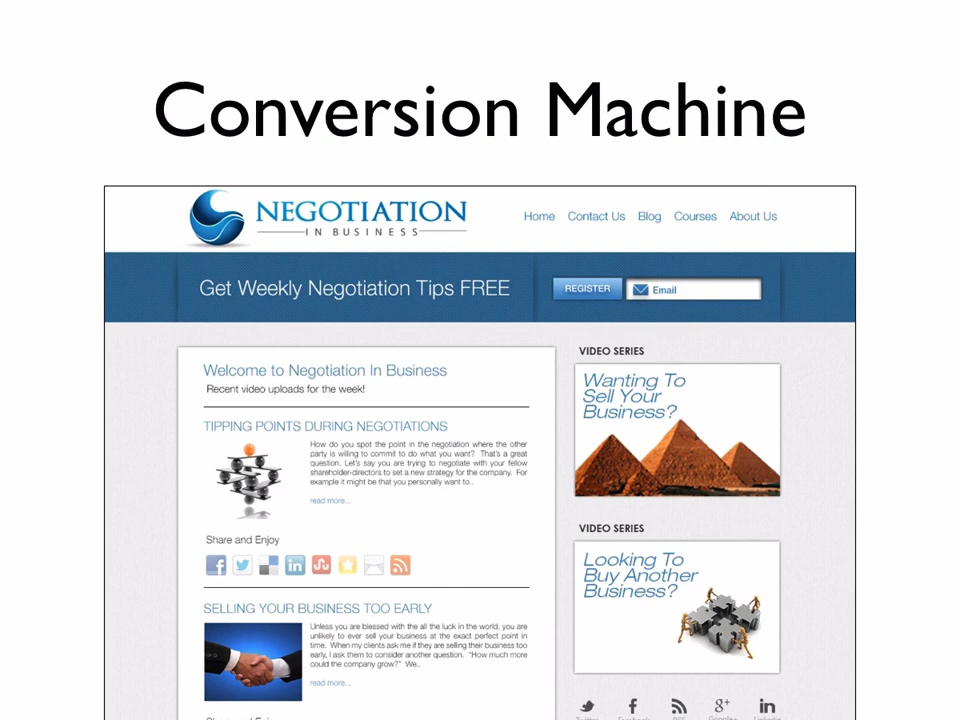 Conversion Machine
NEGOTIATION
IN BUSINESS
Home Contact Us Blog Courses About Us
Get Weekly Negotiation Tips FREE
REGISTER
Email
Welcome to Negotiation In Business
Recent video uploads for the week!
TIPPING POINTS DURING NEGOTIATIONS
How do you spot the point in the negotiation where the other
party is willing to commit to do what you want? That's a great
question. Let's say you are trying to negotiate with your fellow
shareholder-directors to set a new strategy for the company. For
example it might be that you personally want to..
read more...
Share and Enjoy
SELLING YOUR BUSINESS TOO EARLY
Unless you are blessed with the all the luck in the world, you are
unlikely to ever sell your business at the exact perfect point in
time. When my clients ask me if they are selling their business too
early, I ask them to consider another question. "How much more
could the company grow?" We..
read more...
VIDEO SERIES
Wanting To
Sell Your
Business?
VIDEO SERIES
Looking To
Buy Another
Business?